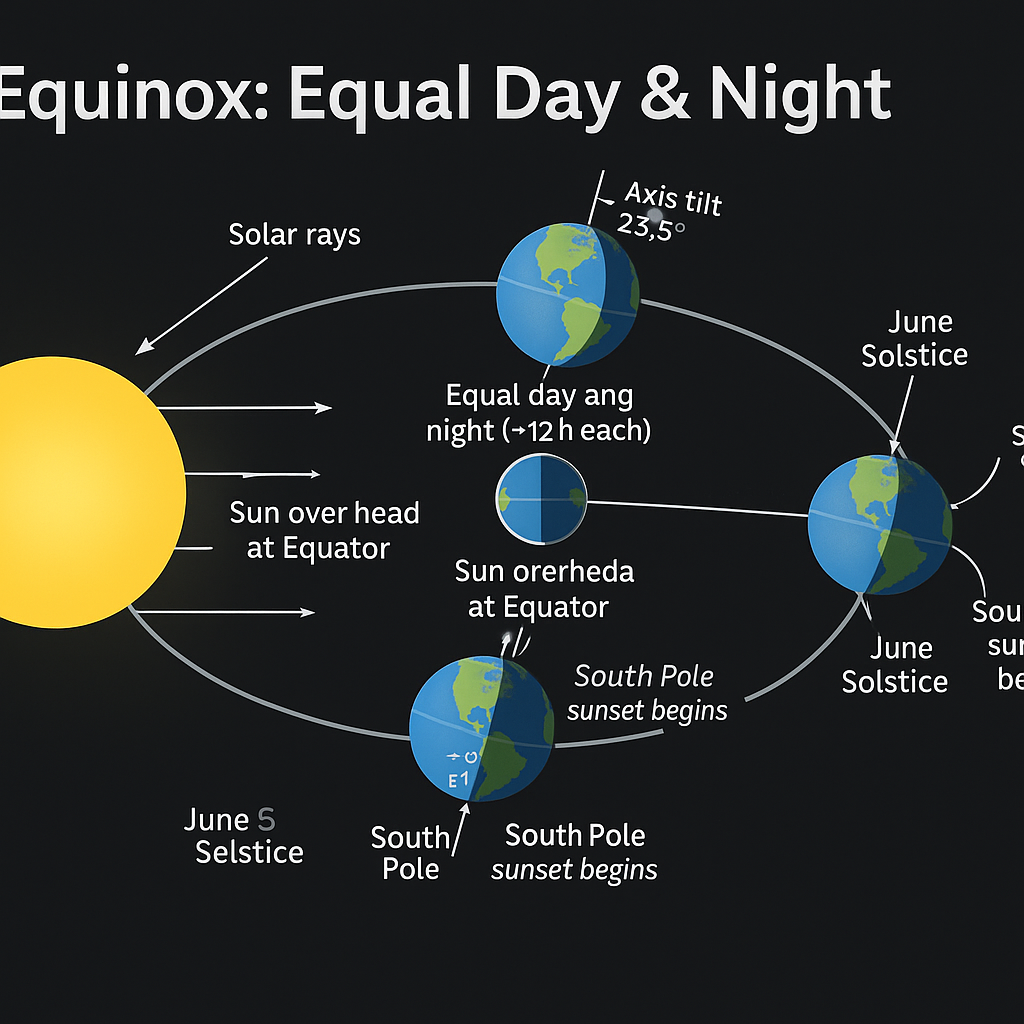 Equinox: Equal Day & Night
Axis tilt
23,5°
Solar rays
June
Solstice
Equal day ang
night (→12 h each)
Sun over head
at Equator
Sun orerheda
at Equator
Sou
sur
be
June
Solstice
South Pole
sunset begins
E1
June S
Selstice
South
Pole
South Pole
sunset begins